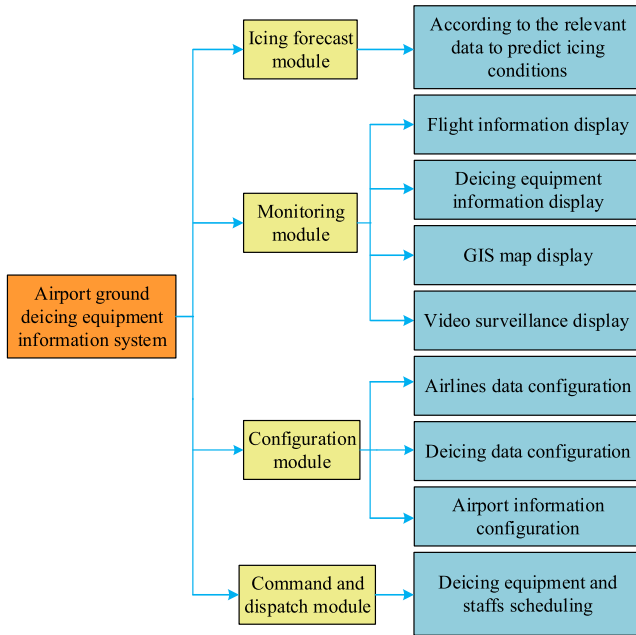 Airport ground
deicing equipment
information system
Icing forecast
module
According to the relevant
data to predict icing
conditions
Monitoring
module
Flight information display
Deicing equipment
information display
GIS map display
Video surveillance display
Configuration
module
Airlines data configuration
Deicing data configuration
Airport information
configuration
Command and
dispatch module
Deicing equipment and
staffs scheduling